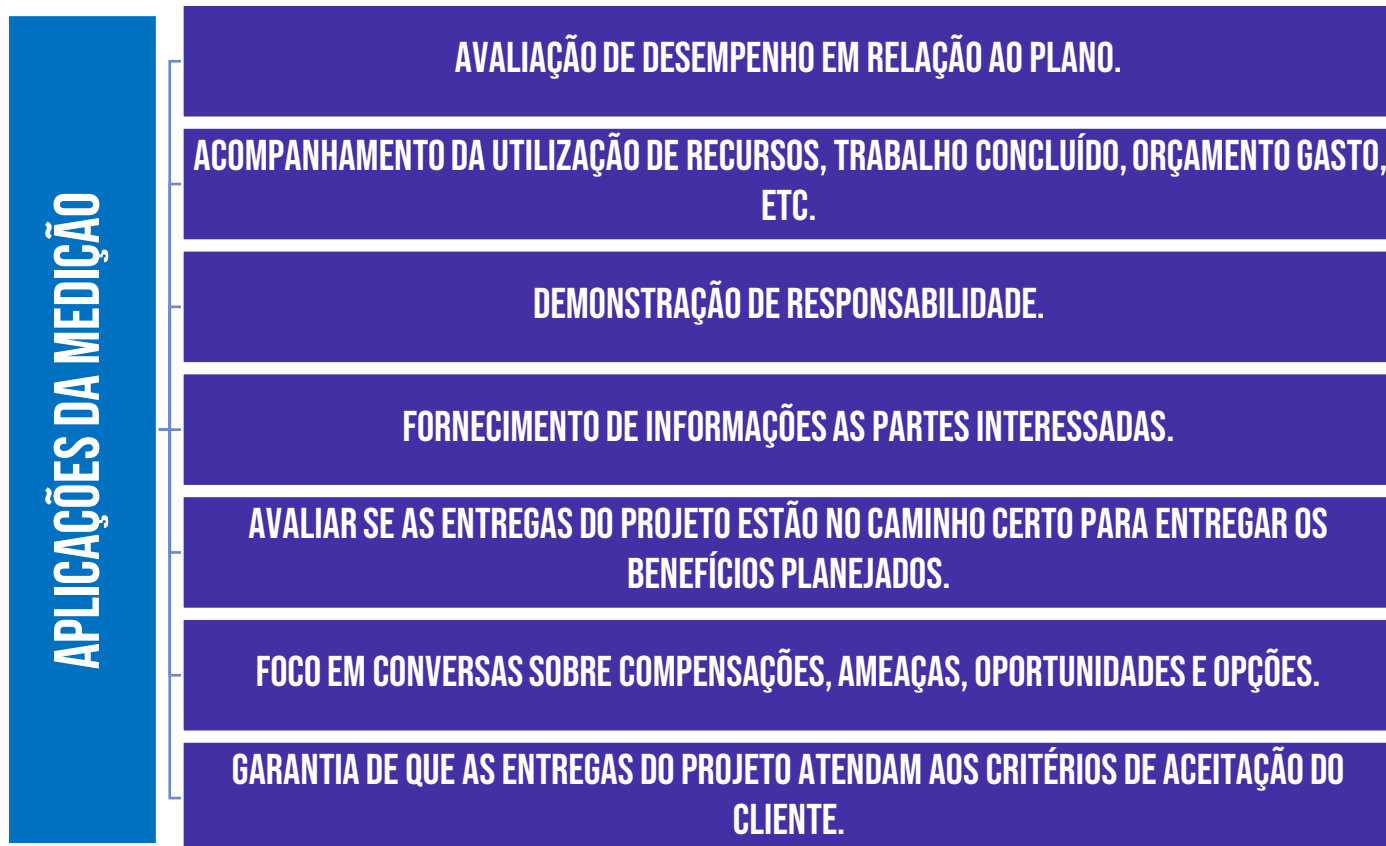 APLICAÇÕES DA MEDIÇÃO
AVALIAÇÃO DE DESEMPENHO EM RELAÇÃO AO PLANO.
ACOMPANHAMENTO DA UTILIZAÇÃO DE RECURSOS, TRABALHO CONCLUÍDO, ORÇAMENTO GASTO,
ETC.
DEMONSTRAÇÃO DE RESPONSABILIDADE.
FORNECIMENTO DE INFORMAÇÕES AS PARTES INTERESSADAS.
AVALIAR SE AS ENTREGAS DO PROJETO ESTÃO NO CAMINHO CERTO PARA ENTREGAR OS
BENEFÍCIOS PLANEJADOS.
FOCO EM CONVERSAS SOBRE COMPENSAÇÕES, AMEAÇAS, OPORTUNIDADES E OPÇÕES.
GARANTIA DE QUE AS ENTREGAS DO PROJETO ATENDAM AOS CRITÉRIOS DE ACEITAÇÃO DO
CLIENTE.